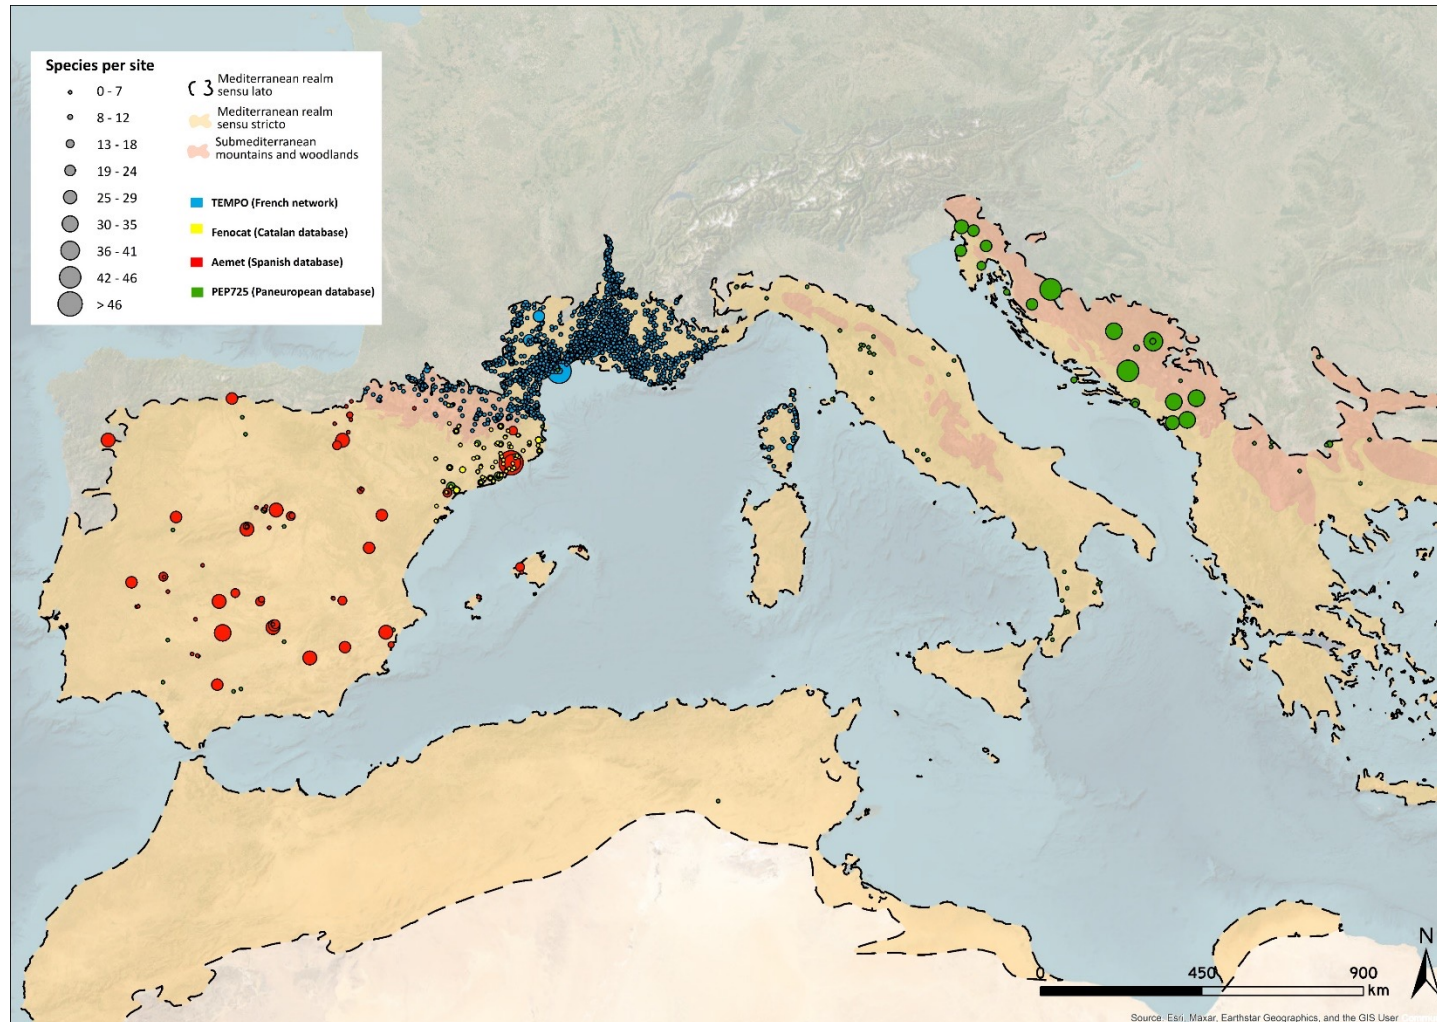 Species per site
0 - 7
8 - 12
13 - 18
19 - 24
25 - 29
30 - 35
36 - 41
42 - 46
> 46
Mediterranean realm
sensu lato
Mediterranean realm
sensu stricto
Submediterranean
mountains and woodlands
TEMPO (French network)
Fenocat (Catalan database)
Aemet (Spanish database)
PEP725 (Paneuropean database)
N
0 450 900
km
Source: Esri, Maxar, Earthstar Geographics, and the GIS User